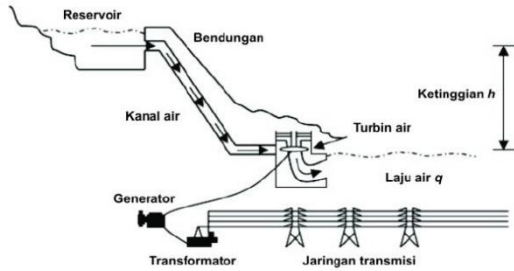 Reservoir
Bendungan
Ketinggian h
Kanal air
Turbin air
Laju air q
Generator
Transformator
Jaringan transmisi